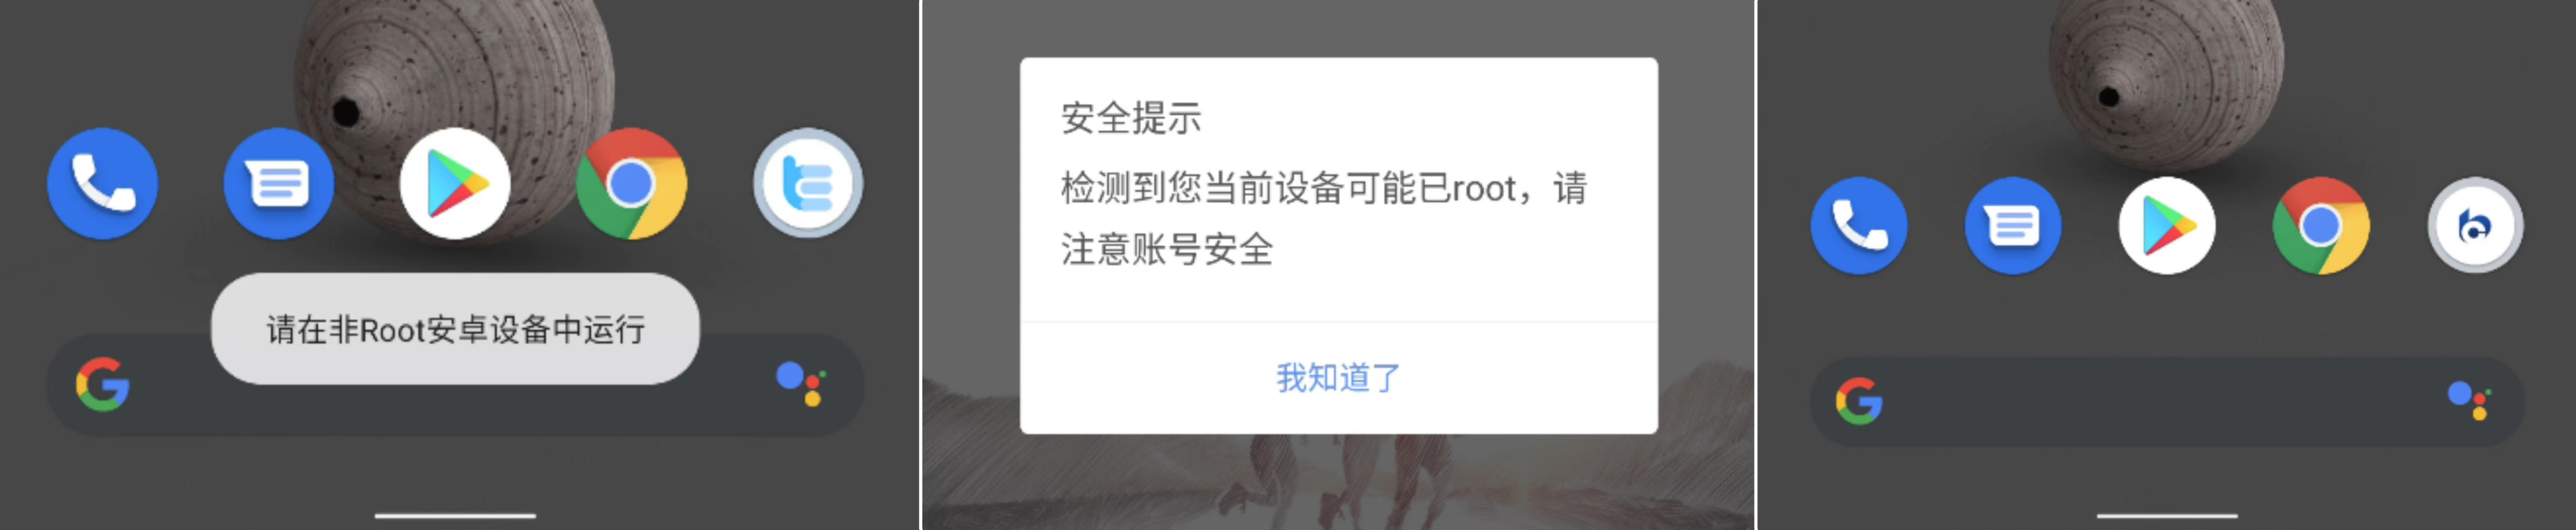 请在非Root安卓设备中运行
安全提示
检测到您当前设备可能已root，请
注意账号安全
我知道了